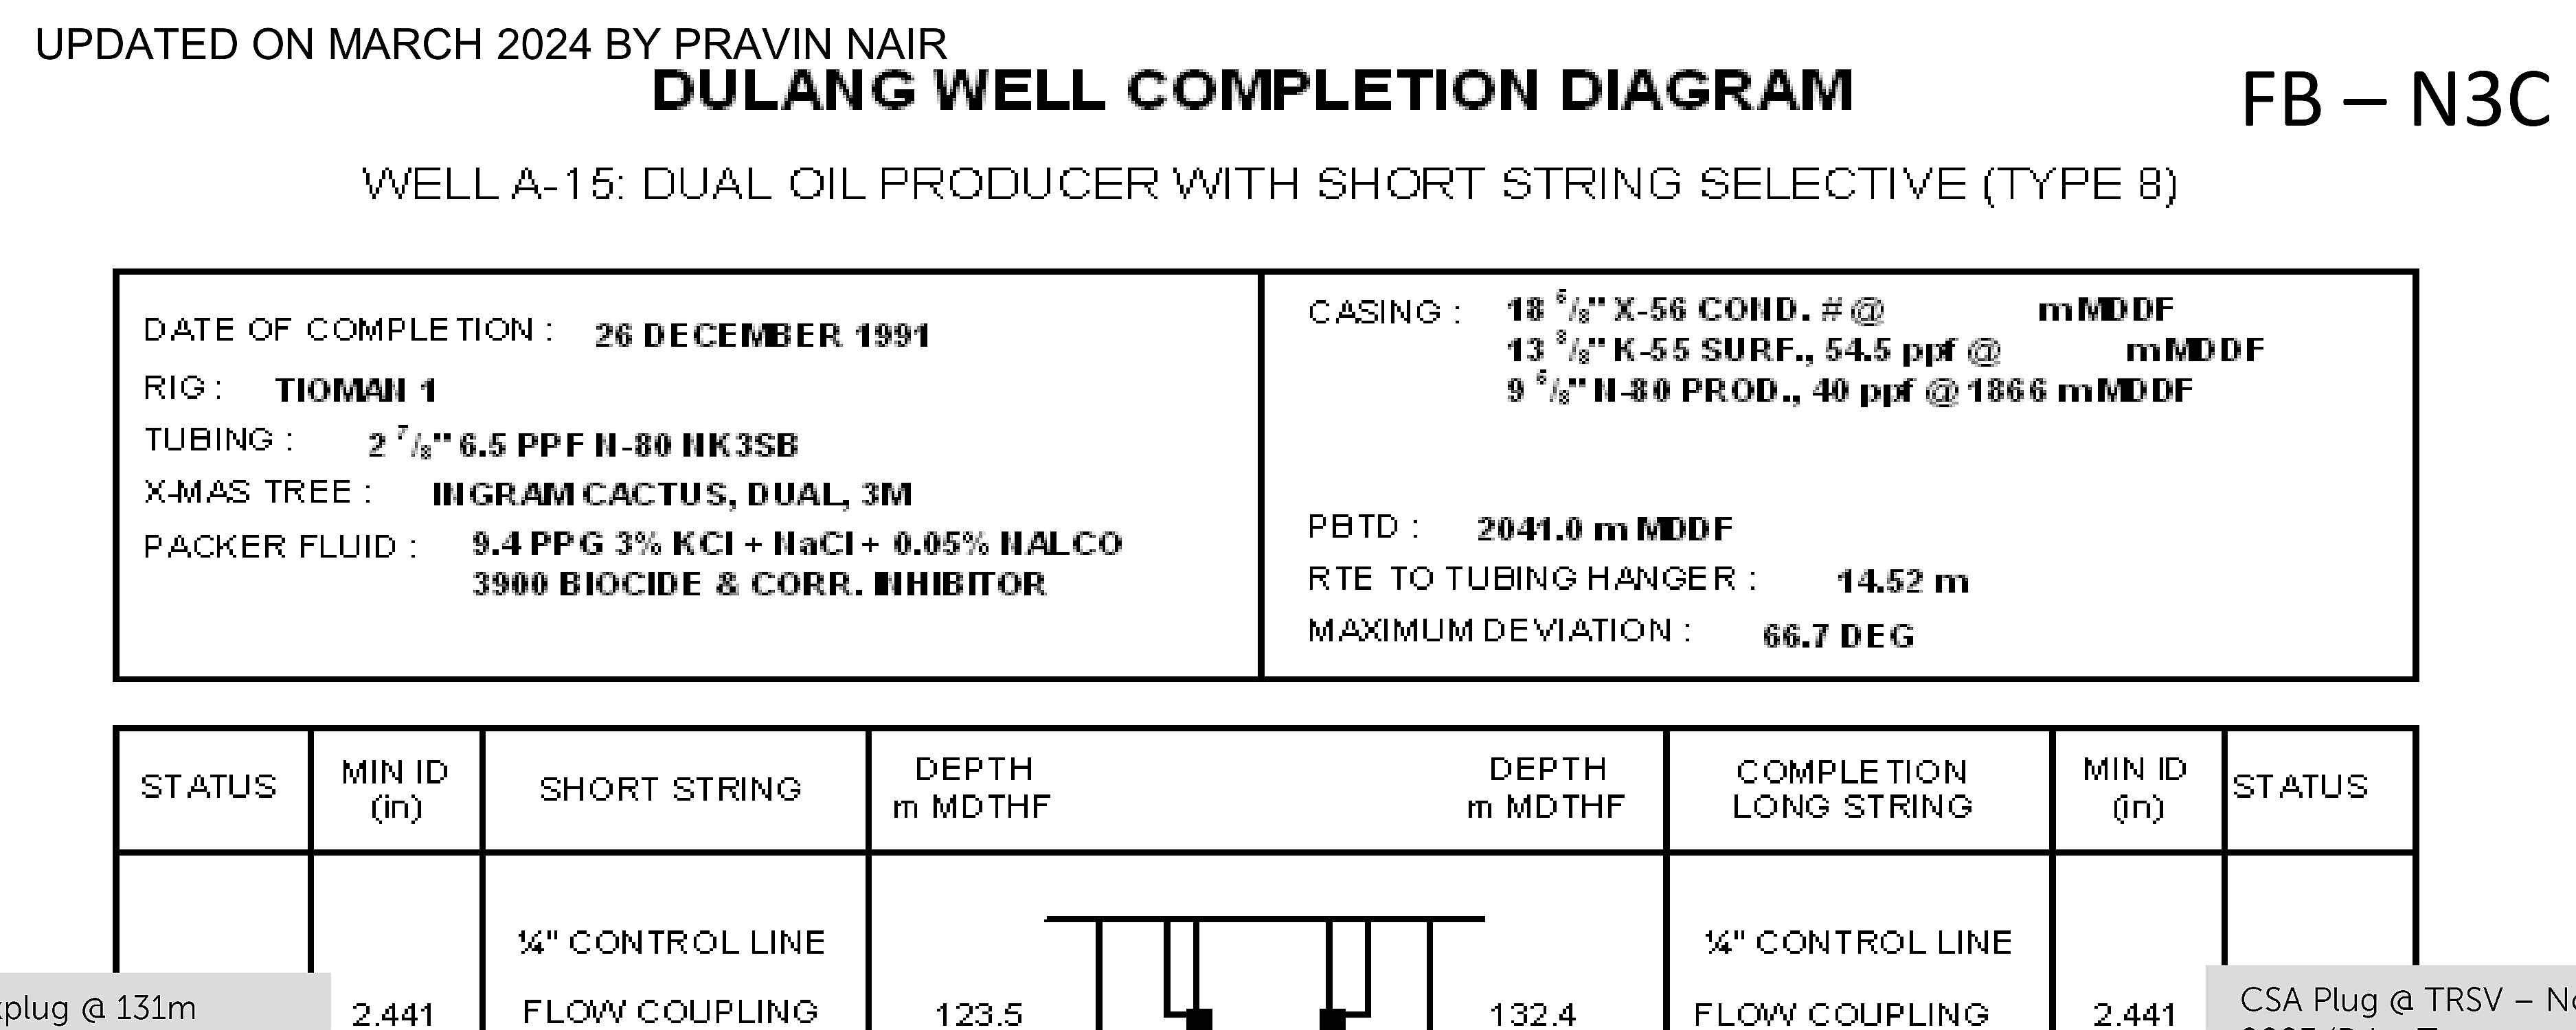 UPDATED ON MARCH 2024 BY PRAVIN NAIR
DULANG WELL COMPLETION DIAGRAM
FB – N3C
WELL A-15: DUAL OIL PRODUCER WITH SHORT STRING SELECTIVE (TYPE 8)
DATE OF COMPLETION : 26 DECEMBER 1991
RIG : TIOMAN 1
TUBING : 2 7/8" 6.5 PPF N-80 NK3SB
X-MAS TREE : INGRAM CACTUS, DUAL, 3M
PACKER FLUID : 9.4 PPG 3% KCl + NaCl + 0.05% NALCO
3900 BIOCIDE & CORR. INHIBITOR
CASING : 18 5/8" X-56 COND. # @ m MDDF
13 3/8" K-55 SURF., 54.5 ppf @ m MDDF
9 5/8" N-80 PROD., 40 ppf @ 1866 m MDDF
PBTD : 2041.0 m MDDF
RTE TO TUBING HANGER : 14.52 m
MAXIMUM DEVIATION : 66.7 DEG
STATUS
MIN ID
(in)
SHORT STRING
DEPTH
m MDTHF
DEPTH
m MDTHF
COMPLETION
LONG STRING
MIN ID
(in)
STATUS
¼" CONTROL LINE
¼" CONTROL LINE
plug @ 131m
2.441
FLOW COUPLING
123.5
132.4
FLOW COUPLING
2.441
CSA Plug @ TRSV –